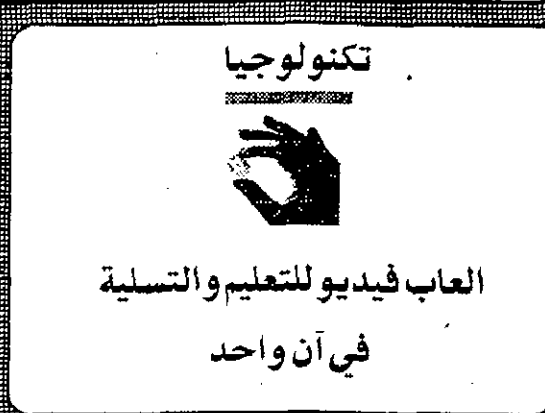 تكنولوجيا
العاب فيديو للتعليم والتسلية
في آن واحد